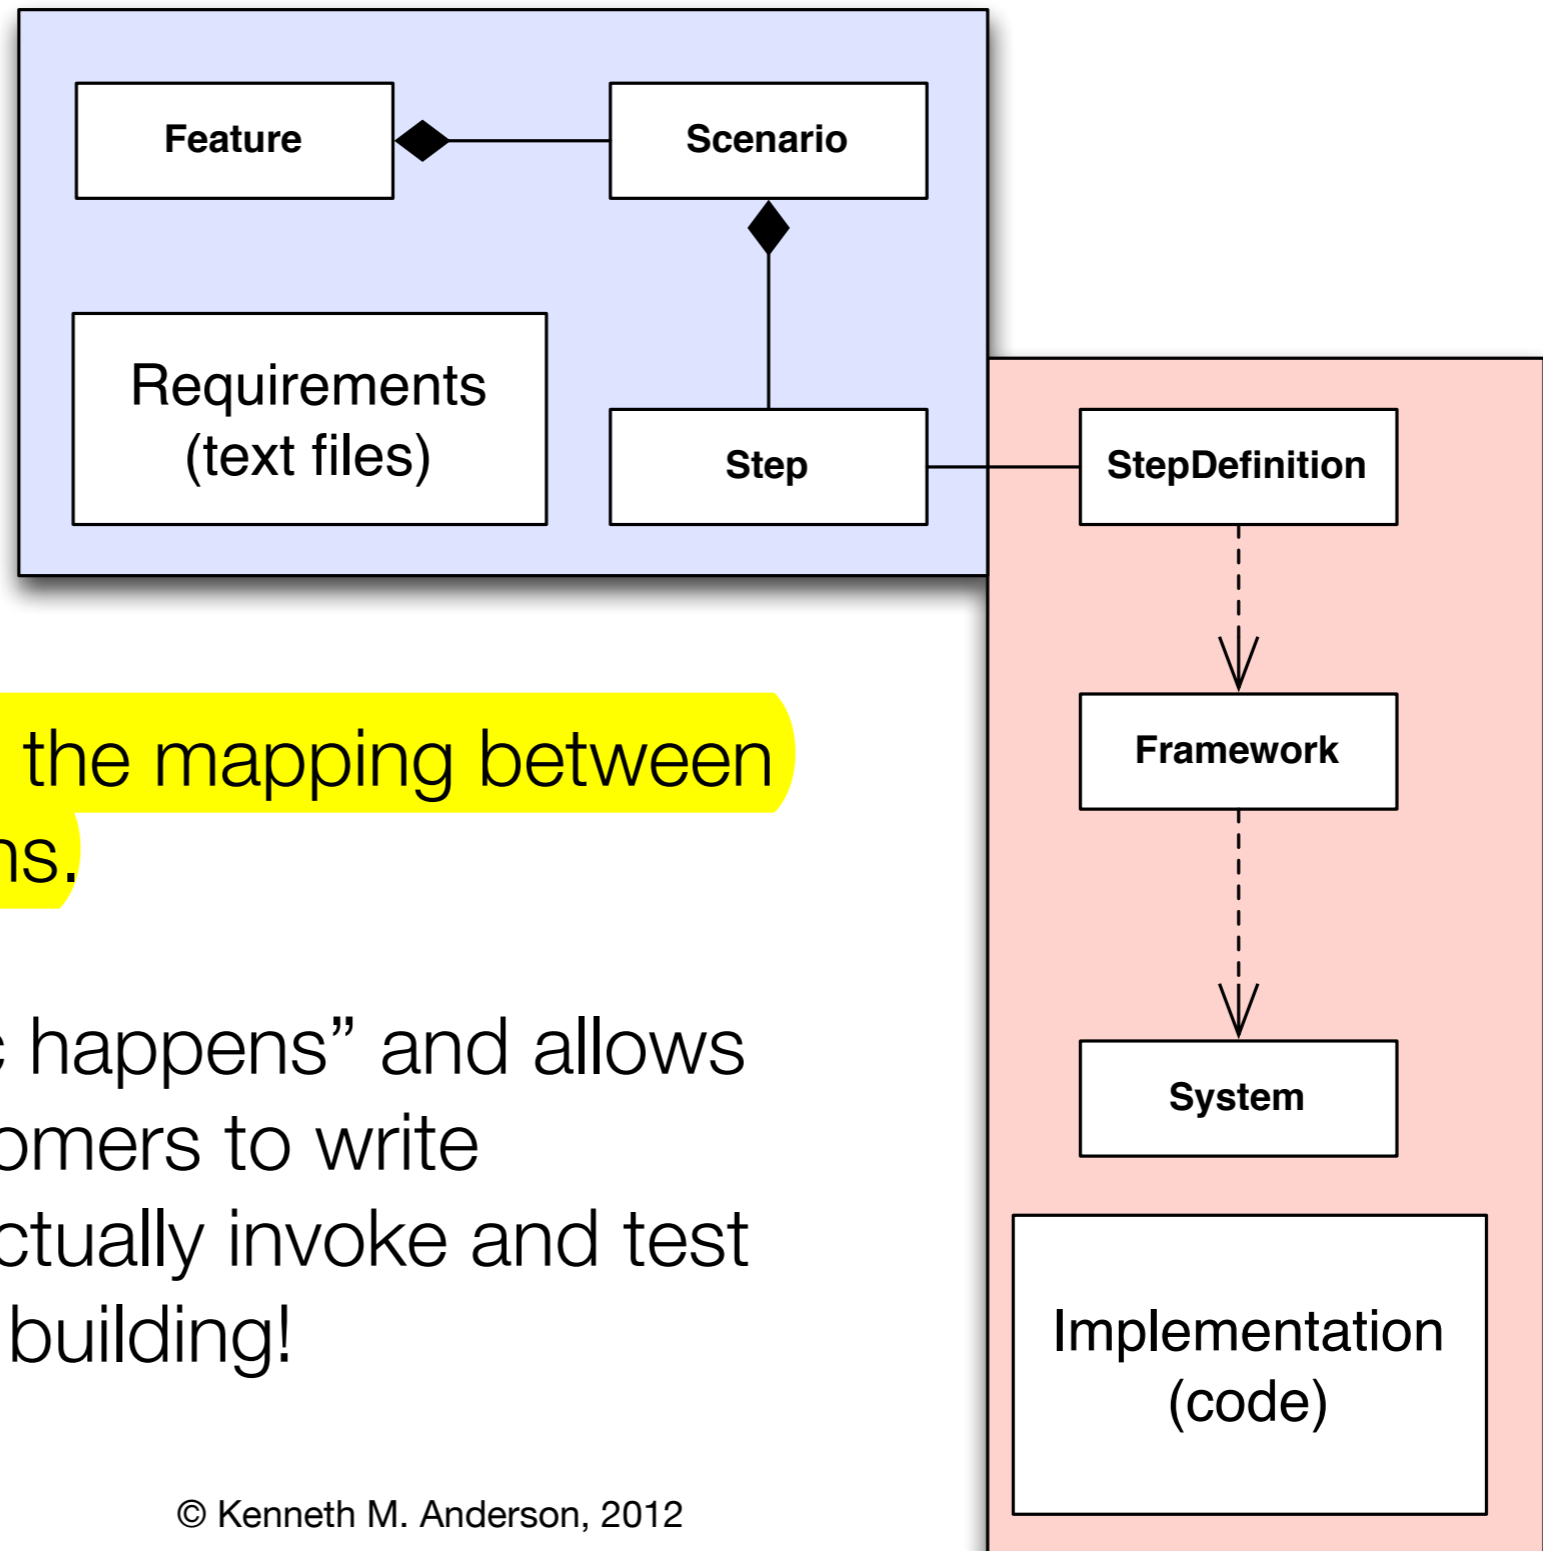 Feature
Scenario
Requirements
(text files)
Step
StepDefinition
Framework
System
Implementation
(code)
the mapping between
ns.
c happens” and allows
omers to write
ctually invoke and test
building!
© Kenneth M. Anderson, 2012